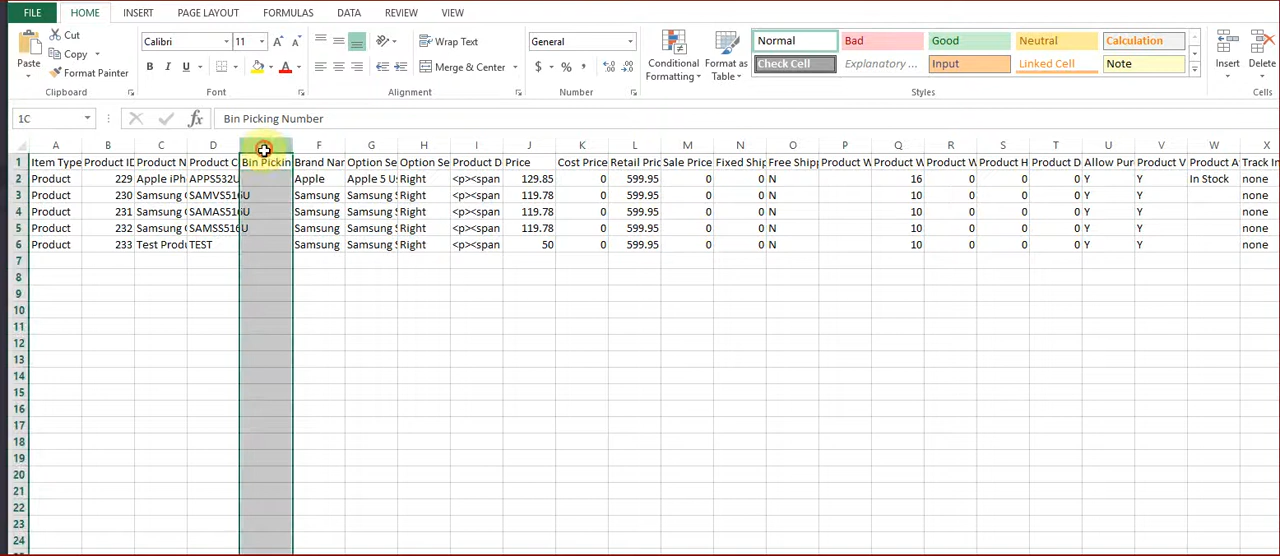 FILE HOME INSERT PAGE LAYOUT FORMULAS DATA REVIEW VIEW
Cut
Copy
Format Painter
Paste
Clipboard
Calibri 11 A A
B I U A
Font
Wrap Text
Merge & Center
Alignment
General
$ % ,
Number
Conditional Formatting
Format as Table
Normal Bad Good Neutral Calculation
Check Cell Explanatory ... Input Linked Cell Note
Styles
Insert Delete
Cells
1C fx Bin Picking Number
A B C D F G H I J K L M N O P Q R S T U V W X
1 Item Type Product ID Product N Product C Bin Pickin Brand Nar Option Se Option Se Product D Price Cost Price Retail Pric Sale Price Fixed Ship Free Shipp Product W Product W Product W Product H Product D Allow Pur Product V Product A Track In
2 Product 229 Apple iPh APPS532U Apple Apple 5 U Right <p><span 129.85 0 599.95 0 0 N 16 0 0 0 Y Y In Stock none
3 Product 230 Samsung SAMVS516U Samsung Samsung S Right <p><span 119.78 0 599.95 0 0 N 10 0 0 0 Y Y none
4 Product 231 Samsung SAMAS516U Samsung Samsung S Right <p><span 119.78 0 599.95 0 0 N 10 0 0 0 Y Y none
5 Product 232 Samsung SAMSS516U Samsung Samsung S Right <p><span 119.78 0 599.95 0 0 N 10 0 0 0 Y Y none
6 Product 233 Test Produ TEST Samsung Samsung S Right <p><span 50 0 599.95 0 0 N 10 0 0 0 Y Y none
7
8
9
10
11
12
13
14
15
16
17
18
19
20
21
22
23
24